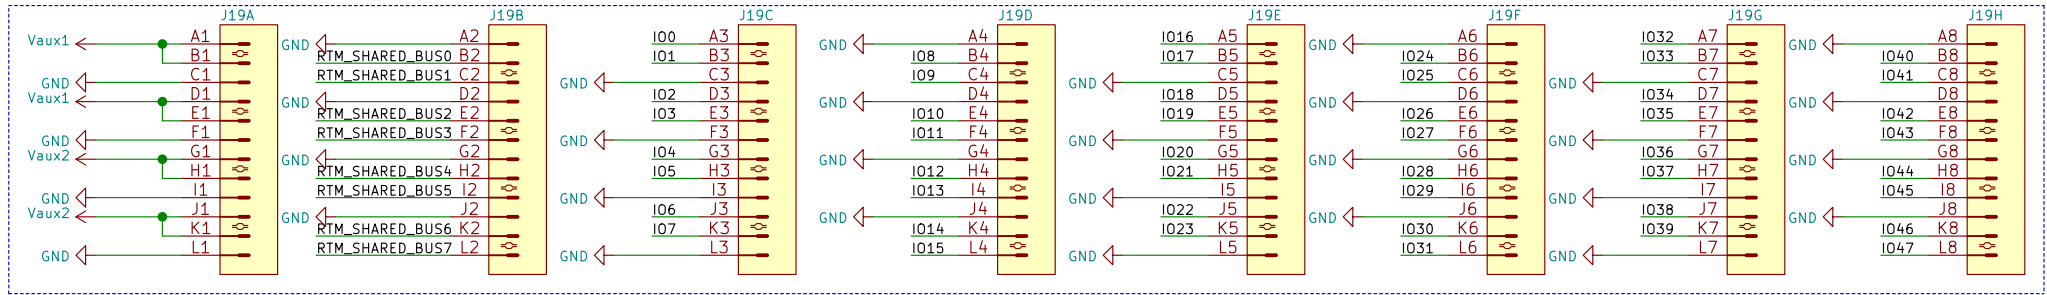 J19A J19B J19C J19D J19E J19F J19G J19H
Vaux1 A1 GND A2 IO0 A3 GND A4 IO16 A5 GND A6 IO32 A7 GND A8
B1 RTM_SHARED_BUS0 B2 IO1 B3 IO8 B4 IO17 B5 IO24 B6 IO33 B7 IO40 B8
GND C1 RTM_SHARED_BUS1 C2 GND C3 IO9 C4 GND C5 IO25 C6 GND C7 IO41 C8
Vaux1 D1 GND D2 IO2 D3 GND D4 IO18 D5 GND D6 IO34 D7 GND D8
E1 RTM_SHARED_BUS2 E2 IO3 E3 IO10 E4 IO19 E5 IO26 E6 IO35 E7 IO42 E8
GND F1 RTM_SHARED_BUS3 F2 GND F3 IO11 F4 GND F5 IO27 F6 GND F7 IO43 F8
Vaux2 G1 GND G2 IO4 G3 GND G4 IO20 G5 GND G6 IO36 G7 GND G8
H1 RTM_SHARED_BUS4 H2 IO5 H3 IO12 H4 IO21 H5 IO28 H6 IO37 H7 IO44 H8
GND I1 RTM_SHARED_BUS5 I2 GND I3 IO13 I4 GND I5 IO29 I6 GND I7 IO45 I8
Vaux2 J1 GND J2 IO6 J3 GND J4 IO22 J5 GND J6 IO38 J7 GND J8
K1 RTM_SHARED_BUS6 K2 IO7 K3 IO14 K4 IO23 K5 IO30 K6 IO39 K7 IO46 K8
GND L1 RTM_SHARED_BUS7 L2 GND L3 IO15 L4 GND L5 IO31 L6 GND L7 IO47 L8